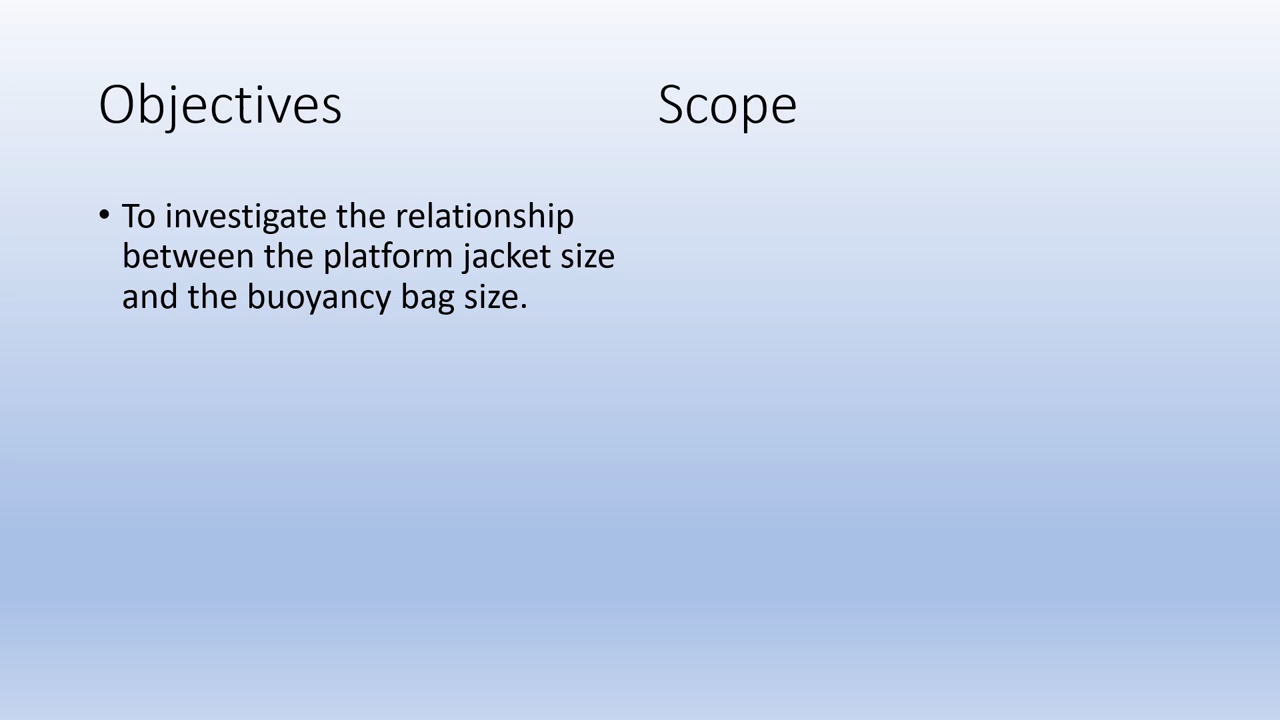 Objectives
Scope
• To investigate the relationship
between the platform jacket size
and the buoyancy bag size.